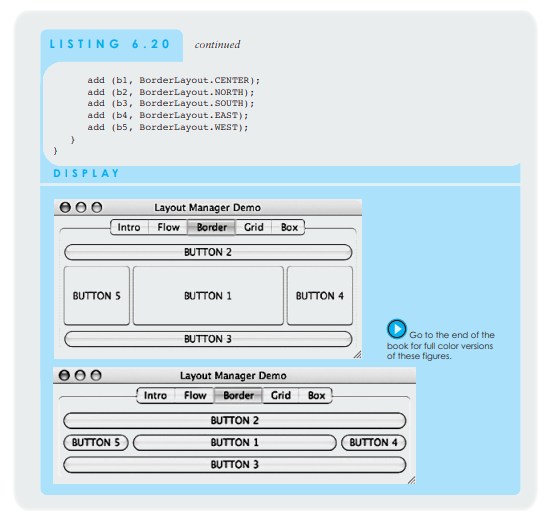 LISTING 6.20 continued
add (b1, BorderLayout.CENTER);
add (b2, BorderLayout.NORTH);
add (b3, BorderLayout.SOUTH);
add (b4, BorderLayout.EAST);
add (b5, BorderLayout.WEST);
}
}
DISPLAY
Layout Manager Demo
Intro Flow Border Grid Box
BUTTON 2
BUTTON 5 BUTTON 1 BUTTON 4
BUTTON 3
Go to the end of the
book for full color versions
of these figures.
Layout Manager Demo
Intro Flow Border Grid Box
BUTTON 2
BUTTON 5 BUTTON 1 BUTTON 4
BUTTON 3